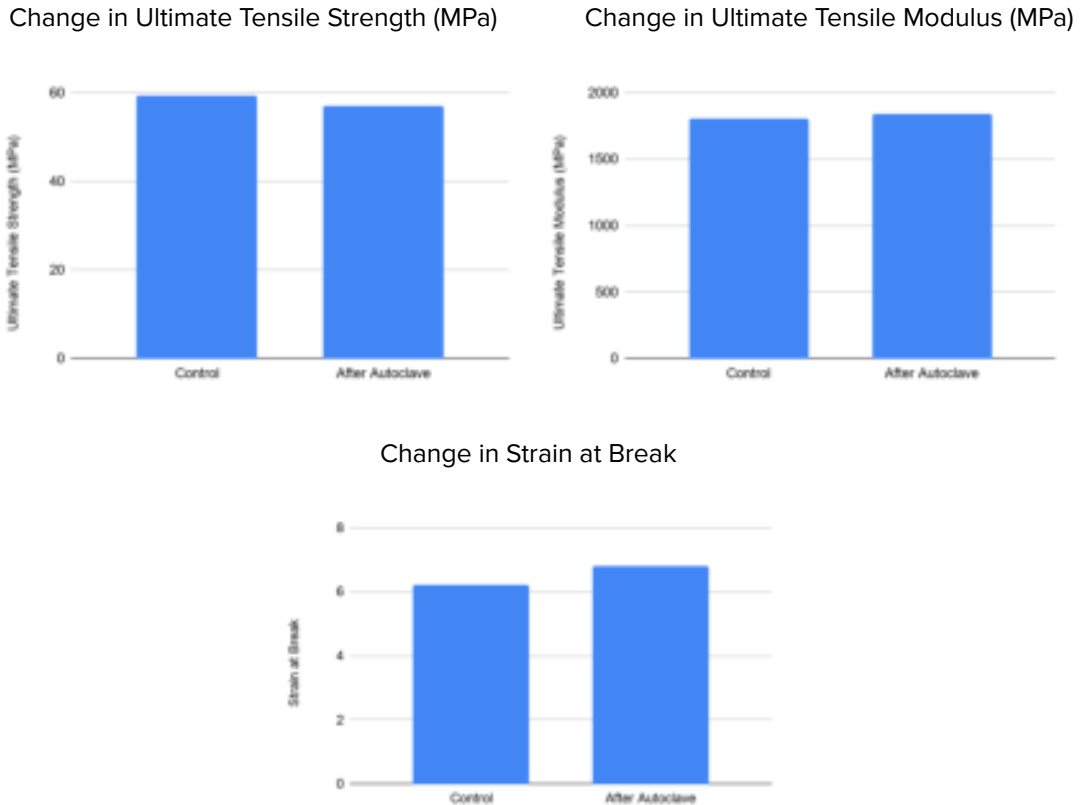 Change in Ultimate Tensile Strength (MPa)
Ultimate Tensile Strength (MPa)
60
40
20
0
Control After Autoclave
Change in Ultimate Tensile Modulus (MPa)
Ultimate Tensile Modulus (MPa)
2000
1500
1000
500
0
Control After Autoclave
Change in Strain at Break
Strain at Break
8
6
4
2
0
Control After Autoclave